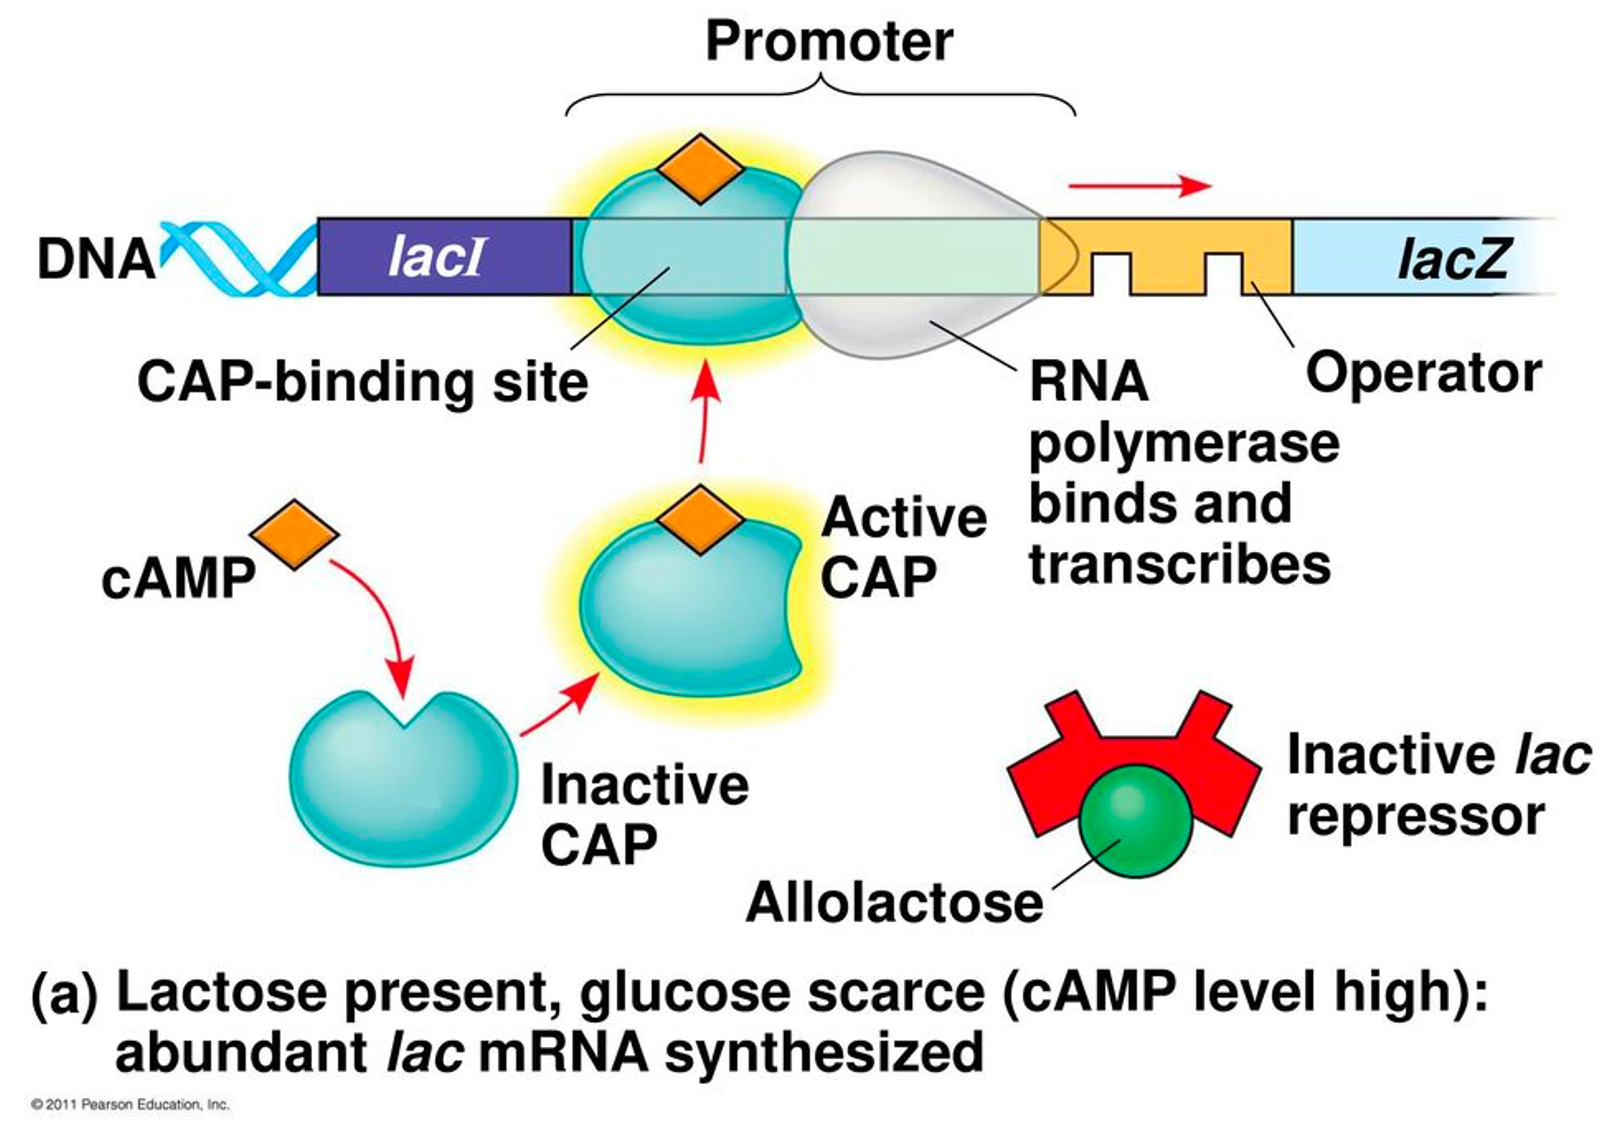 Promoter
DNA
lacI
lacZ
CAP-binding site
RNA
polymerase
binds and
transcribes
Operator
cAMP
Active
CAP
Inactive
CAP
Inactive lac
repressor
Allolactose
(a) Lactose present, glucose scarce (cAMP level high):
abundant lac mRNA synthesized
© 2011 Pearson Education, Inc.